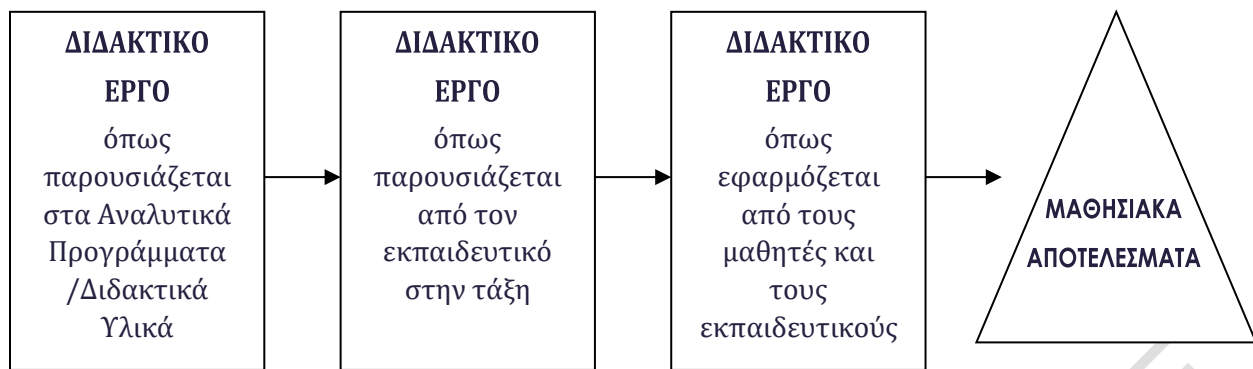 ΔΙΔΑΚΤΙΚΟ
ΕΡΓΟ
όπως
παρουσιάζεται
στα Αναλυτικά
Προγράμματα
/Διδακτικά
Υλικά
ΔΙΔΑΚΤΙΚΟ
ΕΡΓΟ
όπως
παρουσιάζεται
από τον
εκπαιδευτικό
στην τάξη
ΔΙΔΑΚΤΙΚΟ
ΕΡΓΟ
όπως
εφαρμόζεται
από τους
μαθητές και
τους
εκπαιδευτικούς
ΜΑΘΗΣΙΑΚΑ
ΑΠΟΤΕΛΕΣΜΑΤΑ